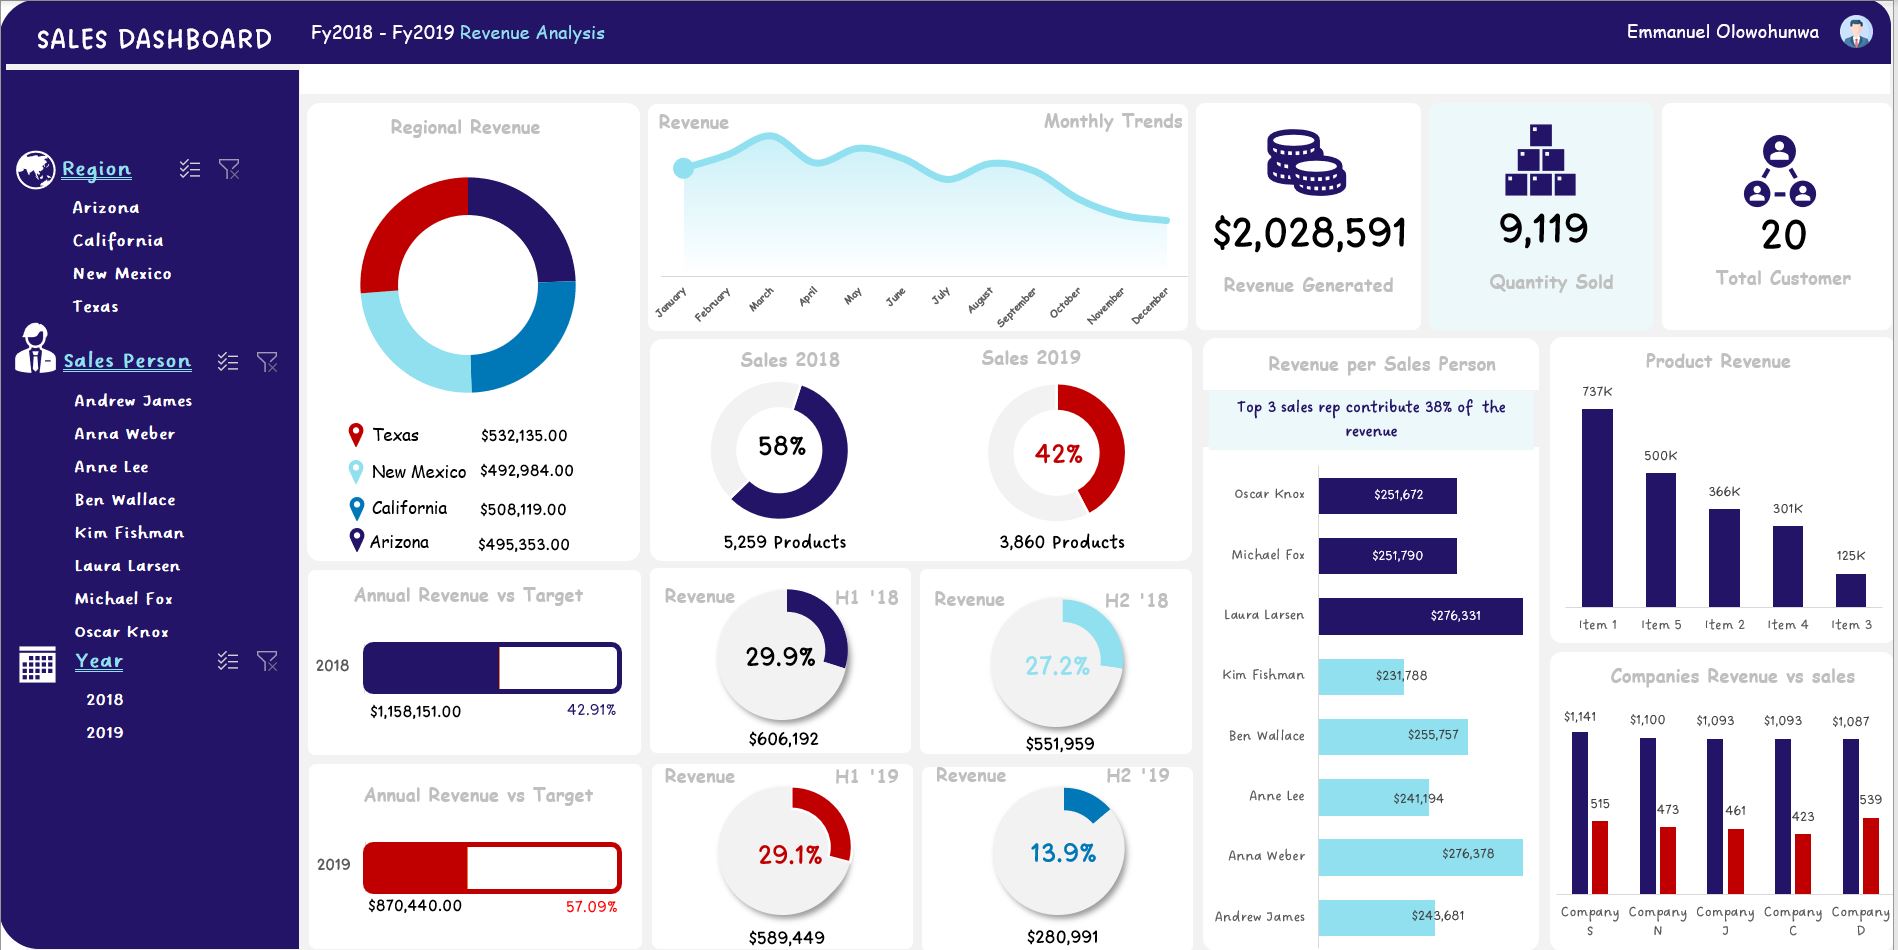 SALES DASHBOARD
Fy2018 - Fy2019 Revenue Analysis
Emmanuel Olowohunwa
Region
Arizona
California
New Mexico
Texas
Sales Person
Andrew James
Anna Weber
Anne Lee
Ben Wallace
Kim Fishman
Laura Larsen
Michael Fox
Oscar Knox
Year
2018
2019
Regional Revenue
Texas $532,135.00
New Mexico $492,984.00
California $508,119.00
Arizona $495,353.00
Revenue
Monthly Trends
January
February
March
April
May
June
July
August
September
October
November
December
$2,028,591
Revenue Generated
9,119
Quantity Sold
20
Total Customer
Sales 2018
58%
5,259 Products
Sales 2019
42%
3,860 Products
Annual Revenue vs Target
2018
$1,158,151.00
42.91%
Annual Revenue vs Target
2019
$870,440.00
57.09%
Revenue H1 '18
29.9%
$606,192
Revenue H2 '18
27.2%
$551,959
Revenue H1 '19
29.1%
$589,449
Revenue H2 '19
13.9%
$280,991
Revenue per Sales Person
Top 3 sales rep contribute 38% of the
revenue
Oscar Knox $251,672
Michael Fox $251,790
Laura Larsen $276,331
Kim Fishman $231,788
Ben Wallace $255,757
Anne Lee $241,194
Anna Weber $276,378
Andrew James $243,681
Product Revenue
737K
500K
366K
301K
125K
Item 1 Item 5 Item 2 Item 4 Item 3
Companies Revenue vs sales
$1,141 $1,100 $1,093 $1,093 $1,087
515 473 461 423 539
Company Company Company Company Company
S N J C D